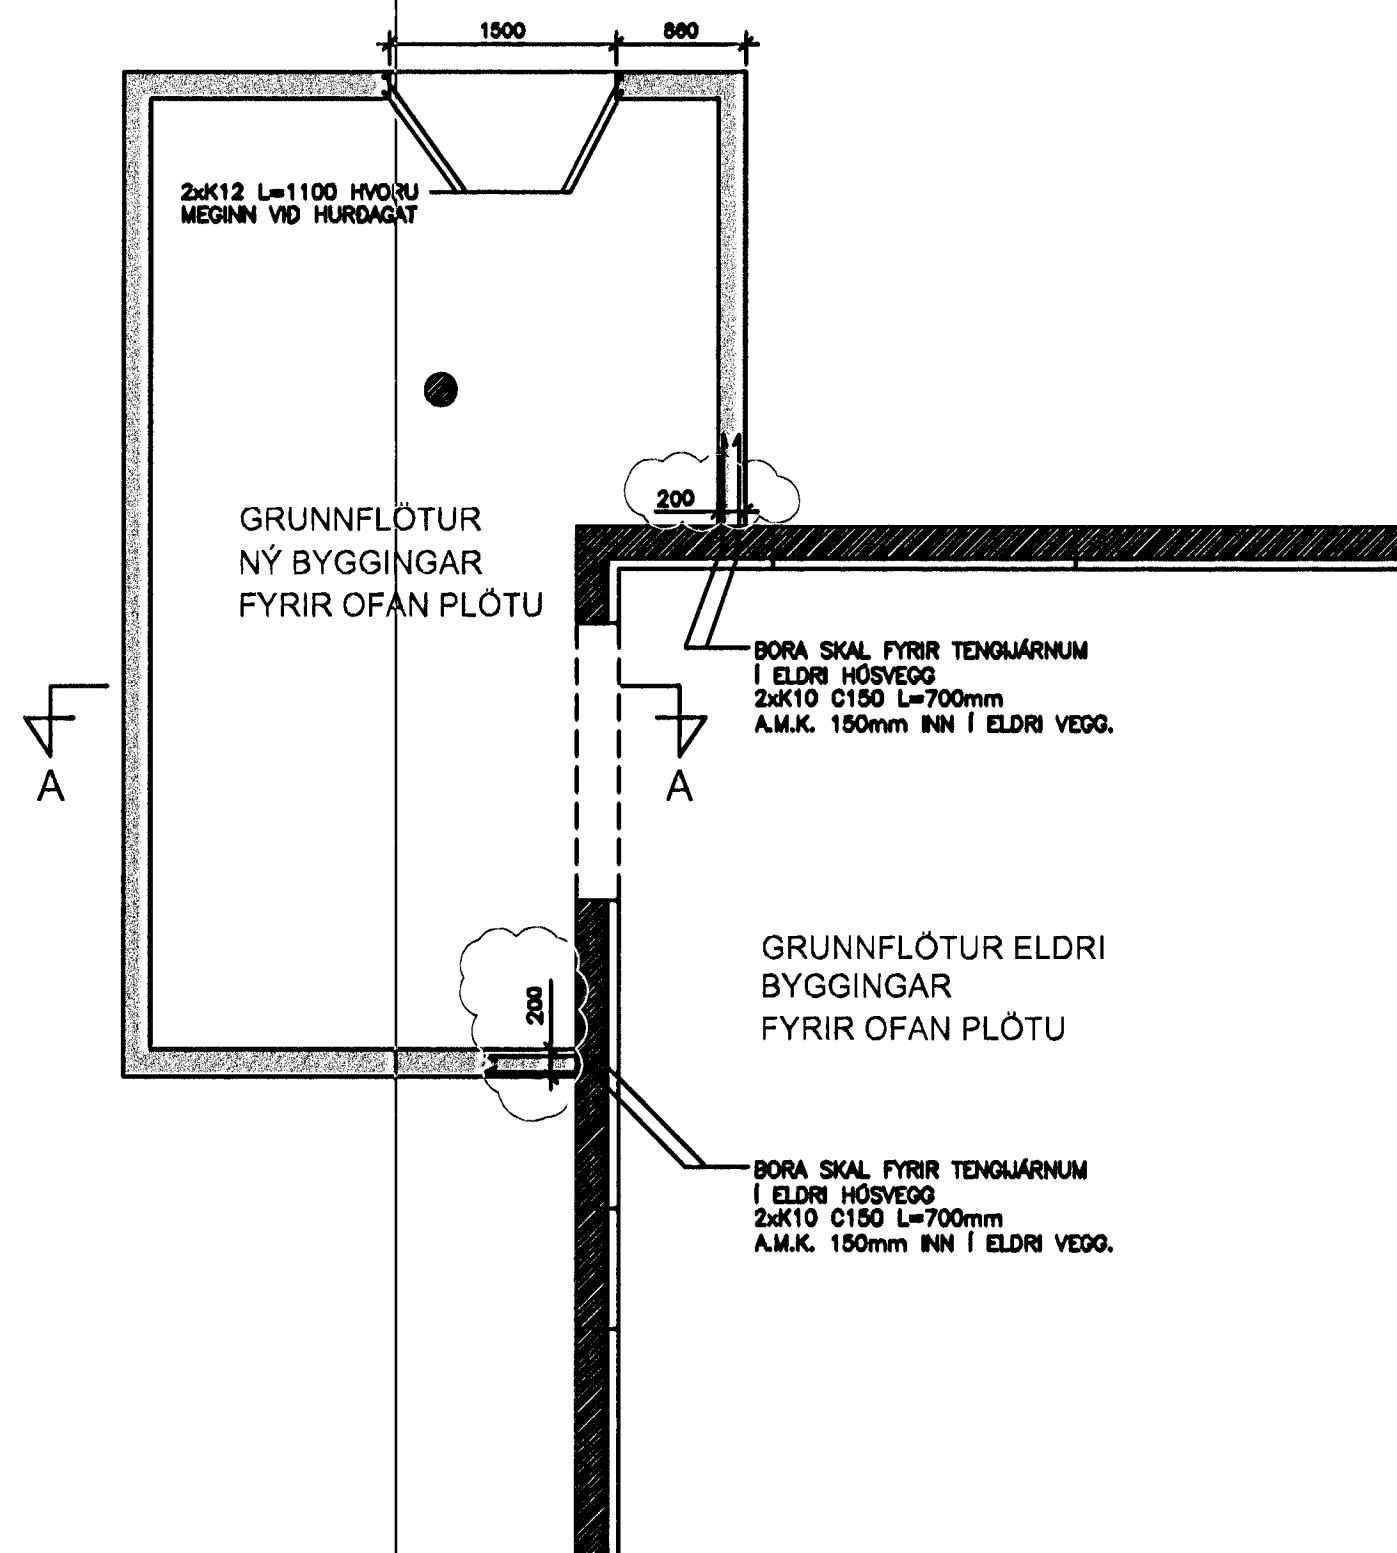 1500 860
2xK12 L=1100 HVORU
MEGINN VIÐ HURÐAGAT
GRUNNFLÖTUR
NÝ BYGGINGAR
FYRIR OFAN PLÖTU
200
BORA SKAL FYRIR TENGIJÁRNUM
Í ELDRI HÚSVEGG
2xK10 C150 L=700mm
A.M.K. 150mm INN Í ELDRI VEGG.
A A
GRUNNFLÖTUR ELDRI
BYGGINGAR
FYRIR OFAN PLÖTU
200
BORA SKAL FYRIR TENGIJÁRNUM
Í ELDRI HÚSVEGG
2xK10 C150 L=700mm
A.M.K. 150mm INN Í ELDRI VEGG.